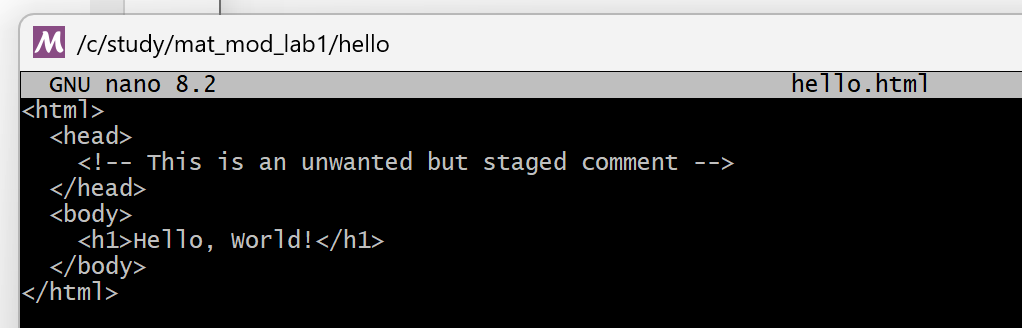 /c/study/mat_mod_lab1/hello
GNU nano 8.2 hello.html
<html>
  <head>
    <!-- This is an unwanted but staged comment -->
  </head>
  <body>
    <h1>Hello, World!</h1>
  </body>
</html>